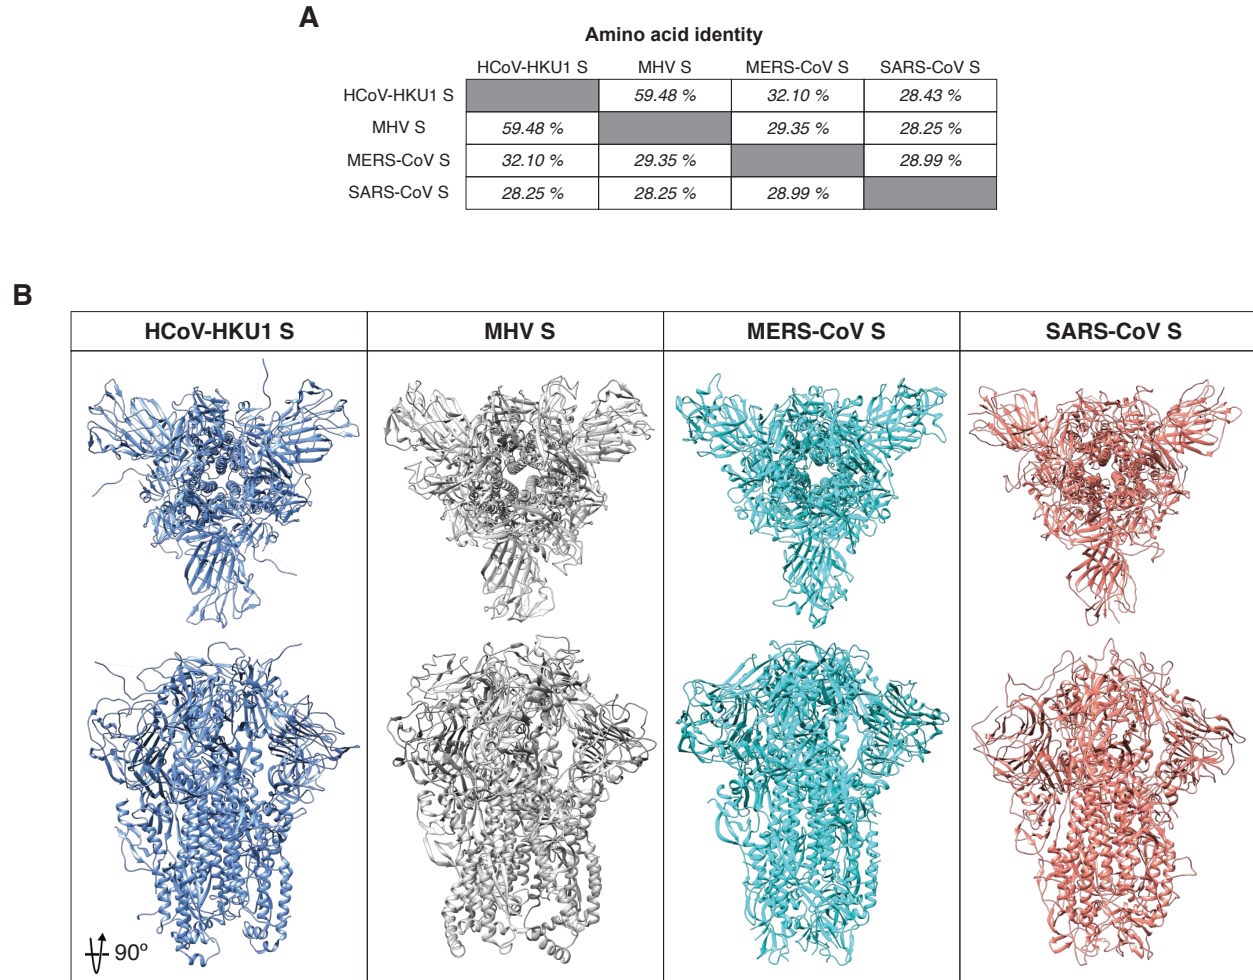 A
Amino acid identity
HCoV-HKU1 S MHV S MERS-CoV S SARS-CoV S
HCoV-HKU1 S 59.48 % 32.10 % 28.43 %
MHV S 59.48 % 29.35 % 28.25 %
MERS-CoV S 32.10 % 29.35 % 28.99 %
SARS-CoV S 28.25 % 28.25 % 28.99 %
B
HCoV-HKU1 S MHV S MERS-CoV S SARS-CoV S
90º